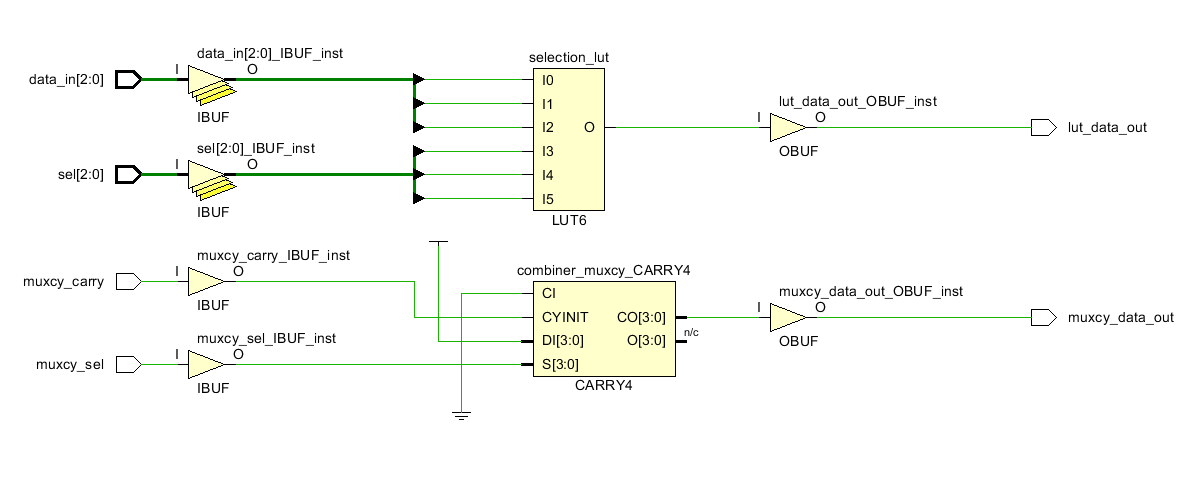 data_in[2:0]_IBUF_inst
data_in[2:0]
I
O
IBUF
sel[2:0]_IBUF_inst
sel[2:0]
I
O
IBUF
selection_lut
I0
I1
I2
O
I3
I4
I5
LUT6
lut_data_out_OBUF_inst
I
O
OBUF
lut_data_out
muxcy_carry_IBUF_inst
muxcy_carry
I
O
IBUF
muxcy_sel_IBUF_inst
muxcy_sel
I
O
IBUF
combiner_muxcy_CARRY4
CI
CYINIT
CO[3:0]
DI[3:0]
O[3:0]
n/c
S[3:0]
CARRY4
muxcy_data_out_OBUF_inst
I
O
OBUF
muxcy_data_out